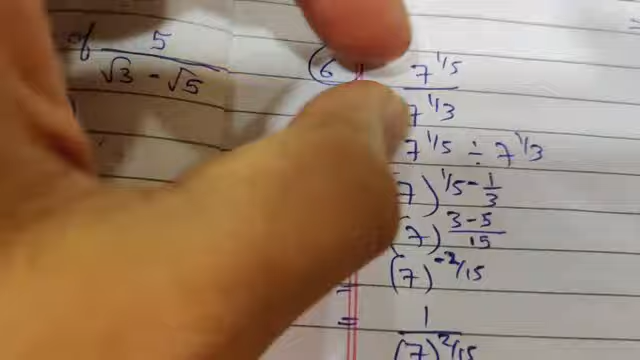 of 5/(√3 - √5)
(6
7^1/5 / 7^1/3
7^1/5 ÷ 7^1/3
7)^1/5 - 1/3
(7)^(3-5)/15
(7)^-2/15
=
= 1/(7)^2/15